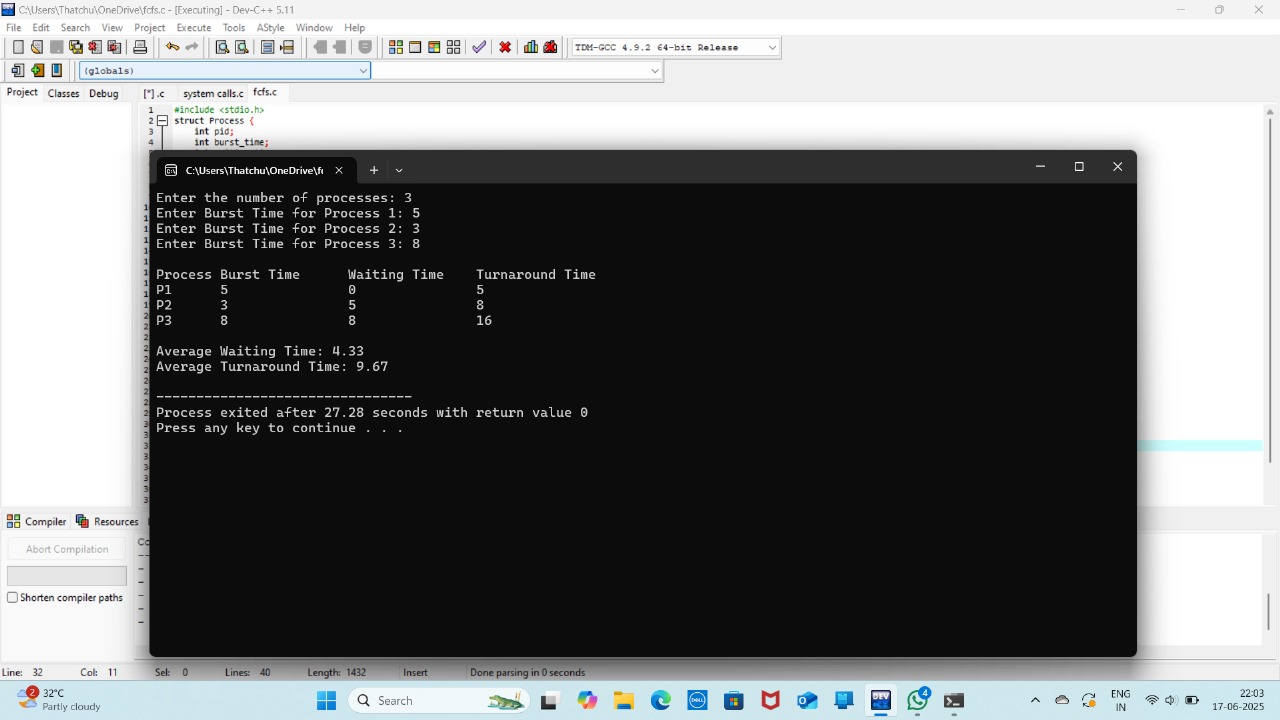 C:\Users\Thatchu\OneDrive\fcfs.c - [Executing] - Dev-C++ 5.11
File Edit Search View Project Execute Tools AStyle Window Help
TDM-GCC 4.9.2 64-bit Release
(globals)
Project Classes Debug [*] .c system calls.c fcfs.c
1 #include <stdio.h>
2 struct Process {
3 int pid;
4 int burst_time;
C:\Users\Thatchu\OneDrive\f
Enter the number of processes: 3
Enter Burst Time for Process 1: 5
Enter Burst Time for Process 2: 3
Enter Burst Time for Process 3: 8
Process Burst Time Waiting Time Turnaround Time
P1 5 0 5
P2 3 5 8
P3 8 8 16
Average Waiting Time: 4.33
Average Turnaround Time: 9.67
--------------------------------
Process exited after 27.28 seconds with return value 0
Press any key to continue . . .
Compiler Resources
Abort Compilation
Shorten compiler paths
Line: 32 Col: 11 Sel: 0 Lines: 40 Length: 1432 Insert Done parsing in 0 seconds
2 32°C
Partly cloudy
Search
DELL
DEV
4
ENG
IN
22:03
17-06-2025